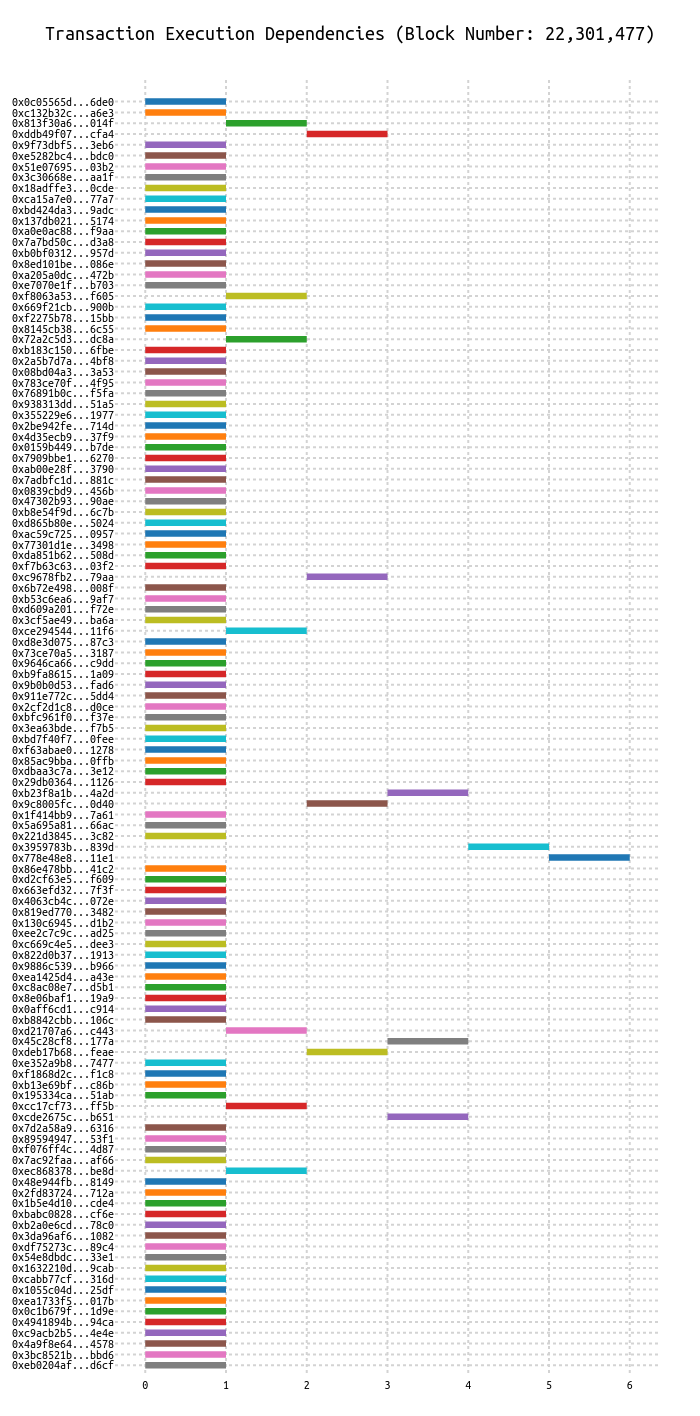 Transaction Execution Dependencies (Block Number: 22,301,477)
0x0c05565d...6de0
0xc132b32c...a6e3
0x813f30a6...014f
0xddb49f07...cfa4
0x9f73dbf5...3eb6
0xe5282bc4...bdc0
0x51e07695...03b2
0x3c30668e...aa1f
0x18adffe3...0cde
0xca15a7e0...77a7
0xbd424da3...9adc
0x137db021...5174
0xa0e0ac88...f9aa
0x7a7bd50c...d3a8
0xb0bf0312...957d
0x8ed101be...086e
0xa205a0dc...472b
0xe7070e1f...b703
0xf8063a53...f605
0x669f21cb...900b
0xf2275b78...15bb
0x8145cb38...6c55
0x72a2c5d3...dc8a
0xb183c150...6fbe
0x2a5b7d7a...4bf8
0x08bd04a3...3a53
0x783ce70f...4f95
0x76891b0c...f5fa
0x938313dd...51a5
0x355229e6...1977
0x2be942fe...714d
0x4d35ecb9...37f9
0x0159b449...b7de
0x7909bbe1...6270
0xab00e28f...3790
0x7adbfc1d...881c
0x0839cbd9...456b
0x47302b93...90ae
0xb8e54f9d...6c7b
0xd865b80e...5024
0xac59c725...0957
0x77301d1e...3498
0xda851b62...508d
0xf7b63c63...03f2
0xc9678fb2...79aa
0x6b72e498...008f
0xb53c6ea6...9af7
0xd609a201...f72e
0x3cf5ae49...ba6a
0xce294544...11f6
0xd8e3d075...87c3
0x73ce70a5...3187
0x9646ca66...c9dd
0xb9fa8615...1a09
0x9b0b0d53...fad6
0x911e772c...5dd4
0x2cf2d1c8...d0ce
0xbfc961f0...f37e
0x3ea63bde...f7b5
0xbd7f40f7...0fee
0xf63abae0...1278
0x85ac9bba...0ffb
0xdbaa3c7a...3e12
0x29db0364...1126
0xb23f8a1b...4a2d
0x9c8005fc...0d40
0x1f414bb9...7a61
0x5a695a81...66ac
0x221d3845...3c82
0x3959783b...839d
0x778e48e8...11e1
0x86e478bb...41c2
0xd2cf63e5...f609
0x663efd32...7f3f
0x4063cb4c...072e
0x819ed770...3482
0x130c6945...d1b2
0xee2c7c9c...ad25
0xc669c4e5...dee3
0x822d0b37...1913
0x9886c539...b966
0xea1425d4...a43e
0xc8ac08e7...d5b1
0x8e06baf1...19a9
0x0aff6cd1...c914
0xb8842cbb...106c
0xd21707a6...c443
0x45c28cf8...177a
0xdeb17b68...feae
0xe352a9b8...7477
0xf1868d2c...f1c8
0xb13e69bf...c86b
0x195334ca...51ab
0xcc17cf73...ff5b
0xcde2675c...b651
0x7d2a58a9...6316
0x89594947...53f1
0xf076ff4c...4d87
0x7ac92faa...af66
0xec868378...be8d
0x48e944fb...8149
0x2fd83724...712a
0x1b5e4d10...cde4
0xbabc0828...cf6e
0xb2a0e6cd...78c0
0x3da96af6...1082
0xdf75273c...89c4
0x54e8dbdc...33e1
0x1632210d...9cab
0xcabb77cf...316d
0x1055c04d...25df
0xea1733f5...017b
0x0c1b679f...1d9e
0x4941894b...94ca
0xc9acb2b5...4e4e
0x4a9f8e64...4578
0x3bc8521b...bbd6
0xeb0204af...d6cf
0 1 2 3 4 5 6